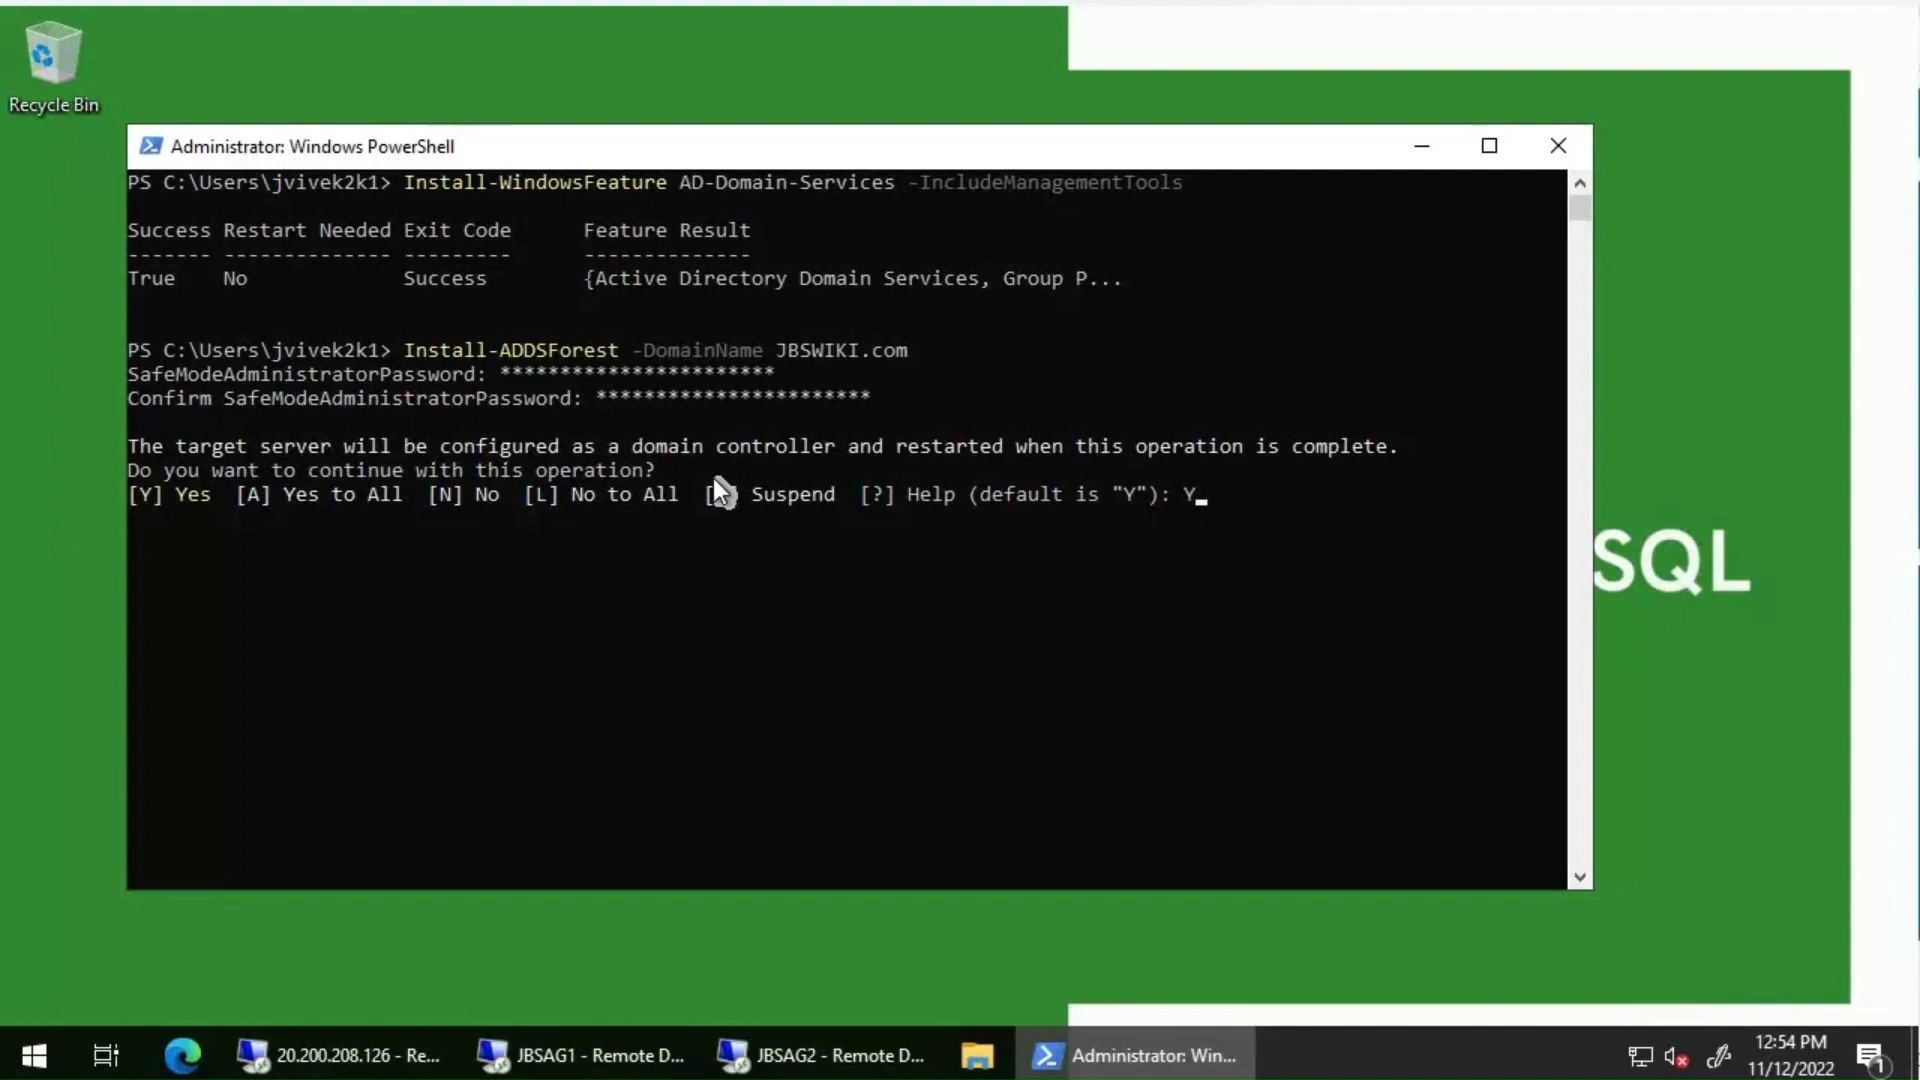 Recycle Bin
Administrator: Windows PowerShell
PS C:\Users\jvivek2k1> Install-WindowsFeature AD-Domain-Services -IncludeManagementTools
Success Restart Needed Exit Code      Feature Result
------- -------------- ---------      --------------
True    No             Success        {Active Directory Domain Services, Group P...
PS C:\Users\jvivek2k1> Install-ADDSForest -DomainName JBSWIKI.com
SafeModeAdministratorPassword: ***********************
Confirm SafeModeAdministratorPassword: ***********************
The target server will be configured as a domain controller and restarted when this operation is complete.
Do you want to continue with this operation?
[Y] Yes  [A] Yes to All  [N] No  [L] No to All  [ ] Suspend  [?] Help (default is "Y"): Y
SQL
20.200.208.126 - Re...
JBSAG1 - Remote D...
JBSAG2 - Remote D...
Administrator: Win...
12:54 PM
11/12/2022
1